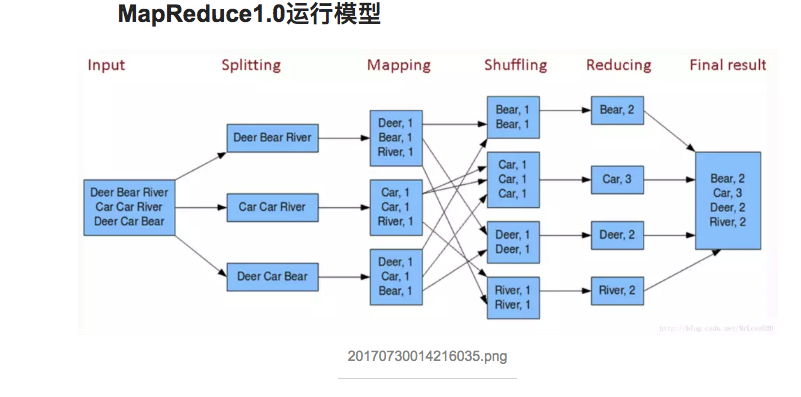 MapReduce1.0运行模型
Input
Splitting
Mapping
Shuffling
Reducing
Final result
Deer Bear River
Car Car River
Deer Car Bear
Deer Bear River
Car Car River
Deer Car Bear
Deer, 1
Bear, 1
River, 1
Car, 1
Car, 1
River, 1
Deer, 1
Car, 1
Bear, 1
Bear, 1
Bear, 1
Car, 1
Car, 1
Car, 1
Deer, 1
Deer, 1
River, 1
River, 1
Bear, 2
Car, 3
Deer, 2
River, 2
Bear, 2
Car, 3
Deer, 2
River, 2
20170730014216035.png